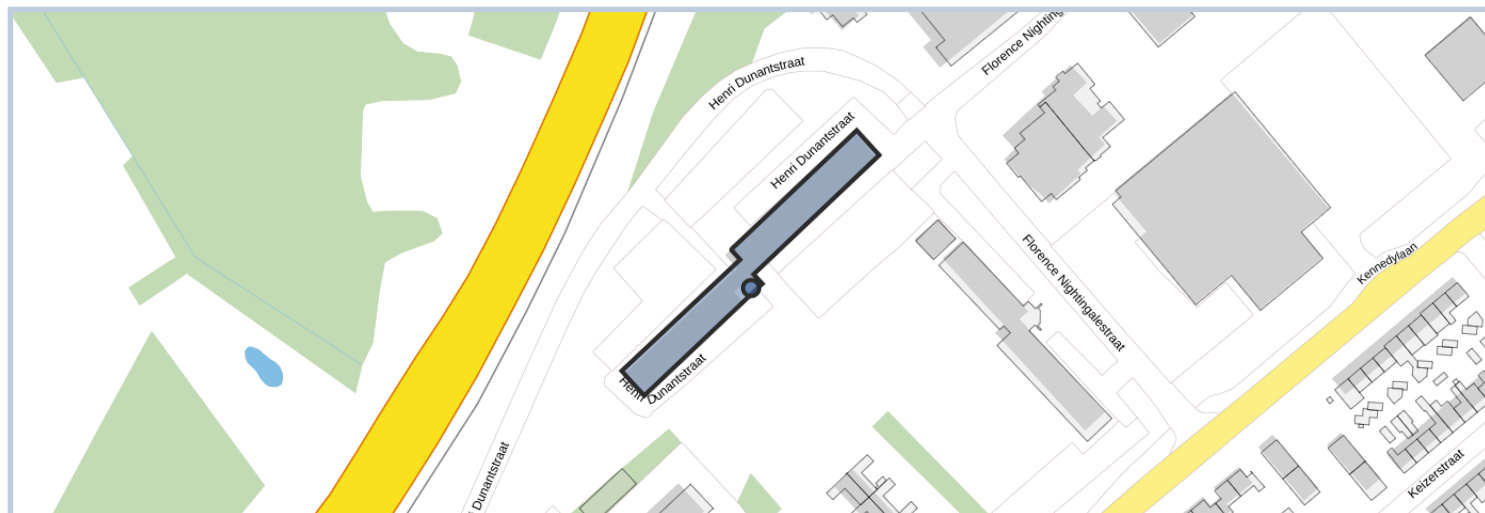 Florence Nighting
Henri Dunantstraat
Henri Dunantstraat
Florence Nightingalestraat
Kennedylaan
Henri Dunantstraat
Dunantstraat
Keizerstraat